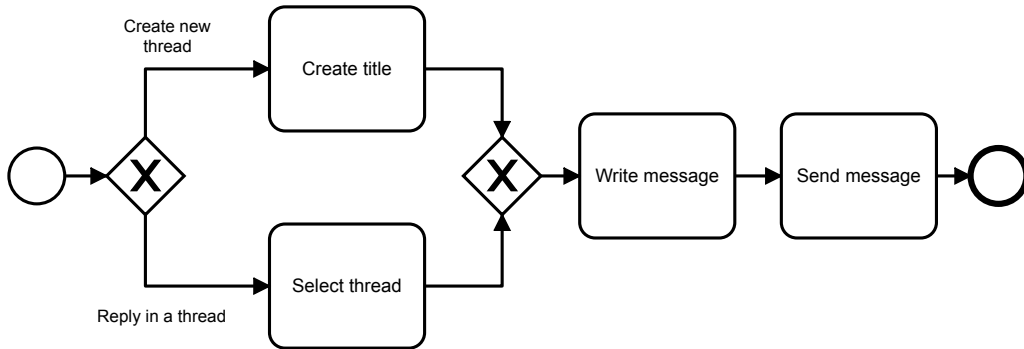 Create new
thread
Create title
X
X
Write message
Send message
Select thread
Reply in a thread